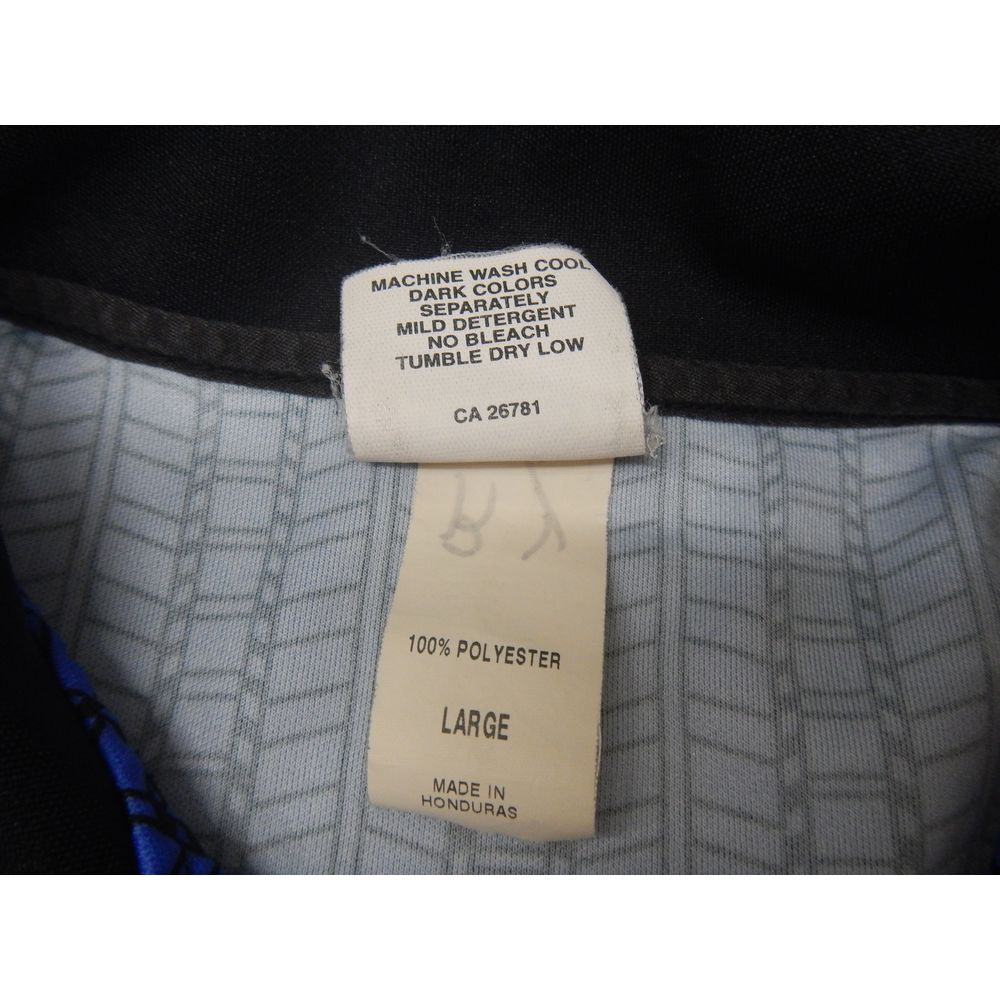 MACHINE WASH COOL
DARK COLORS
SEPARATELY
MILD DETERGENT
NO BLEACH
TUMBLE DRY LOW
CA 26781
100% POLYESTER
LARGE
MADE IN
HONDURAS